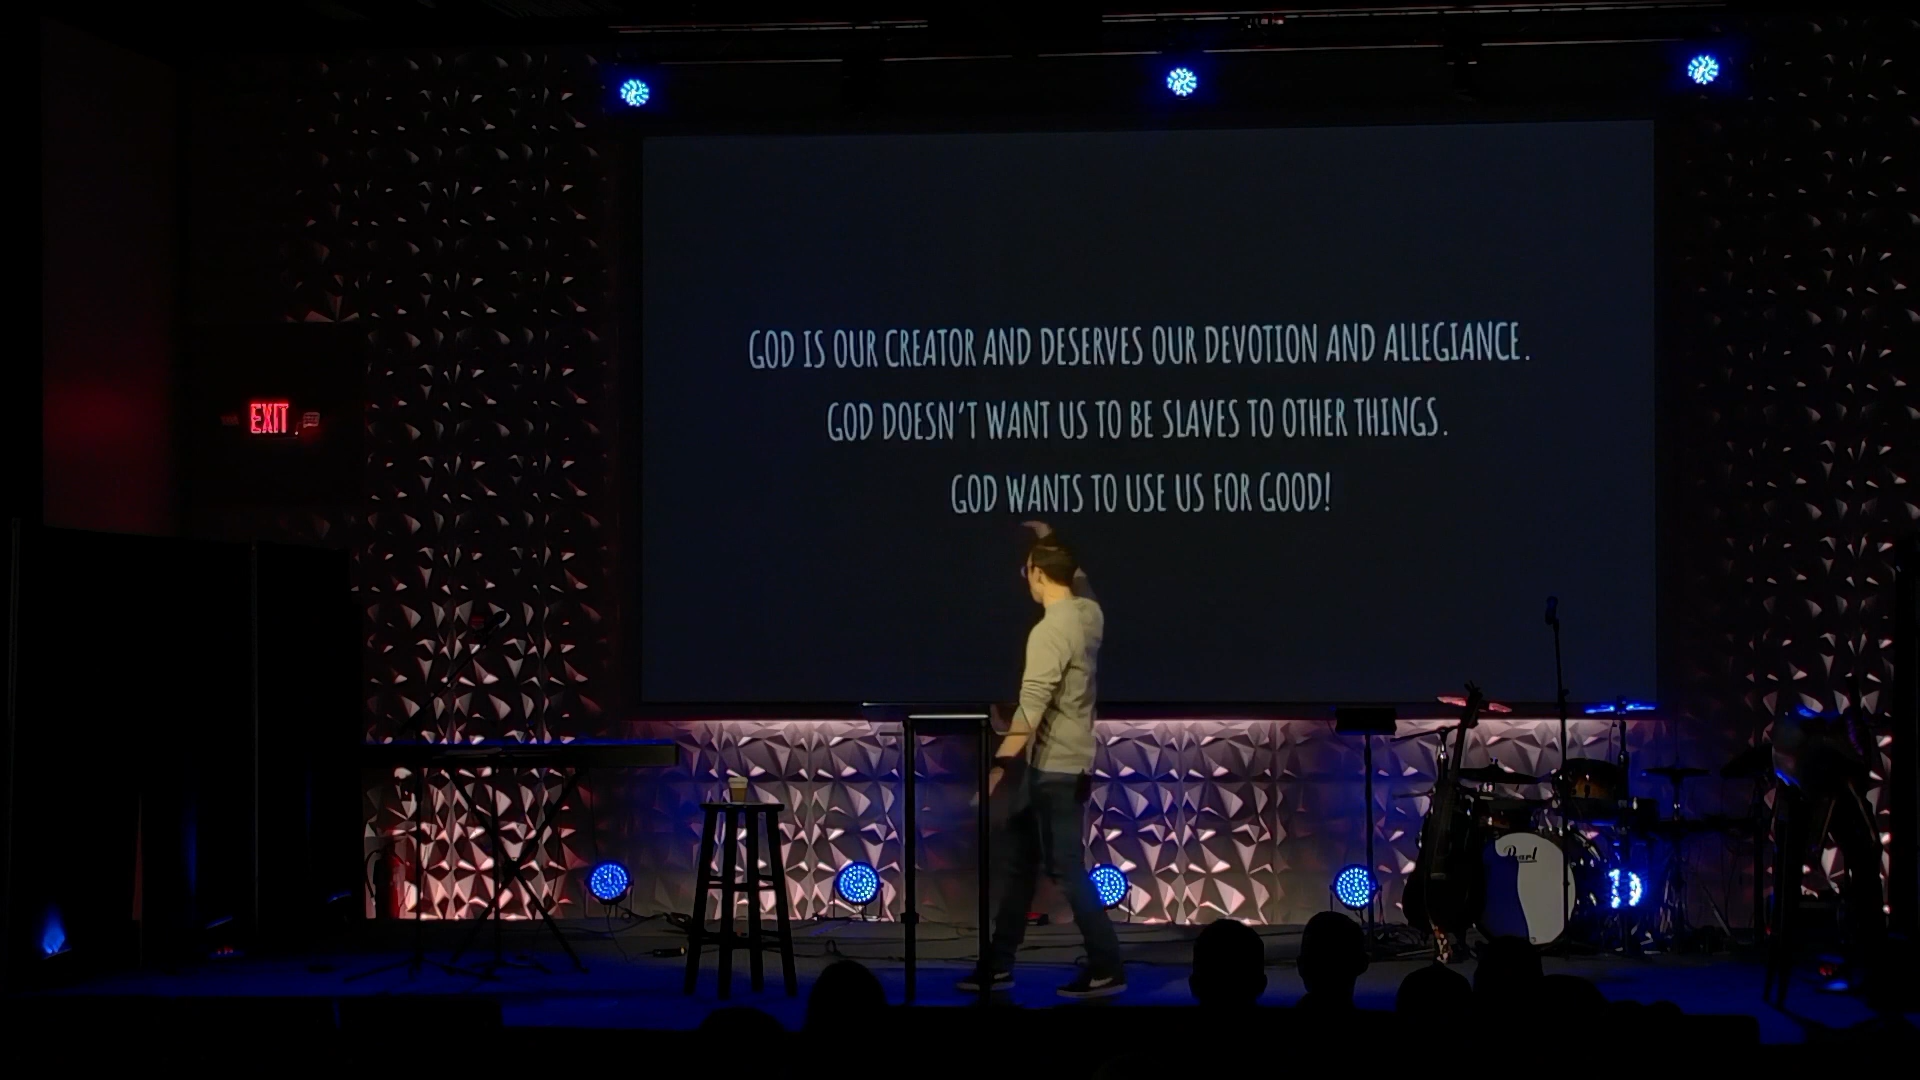 GOD IS OUR CREATOR AND DESERVES OUR DEVOTION AND ALLEGIANCE.
GOD DOESN'T WANT US TO BE SLAVES TO OTHER THINGS.
GOD WANTS TO USE US FOR GOOD!
EXIT
Pearl